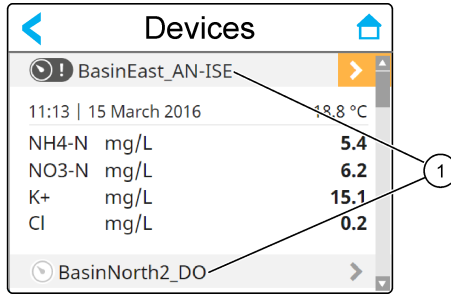 Devices
BasinEast_AN-ISE
11:13 | 15 March 2016 18.8 °C
NH4-N mg/L 5.4
NO3-N mg/L 6.2
K+ mg/L 15.1
Cl mg/L 0.2
1
BasinNorth2_DO